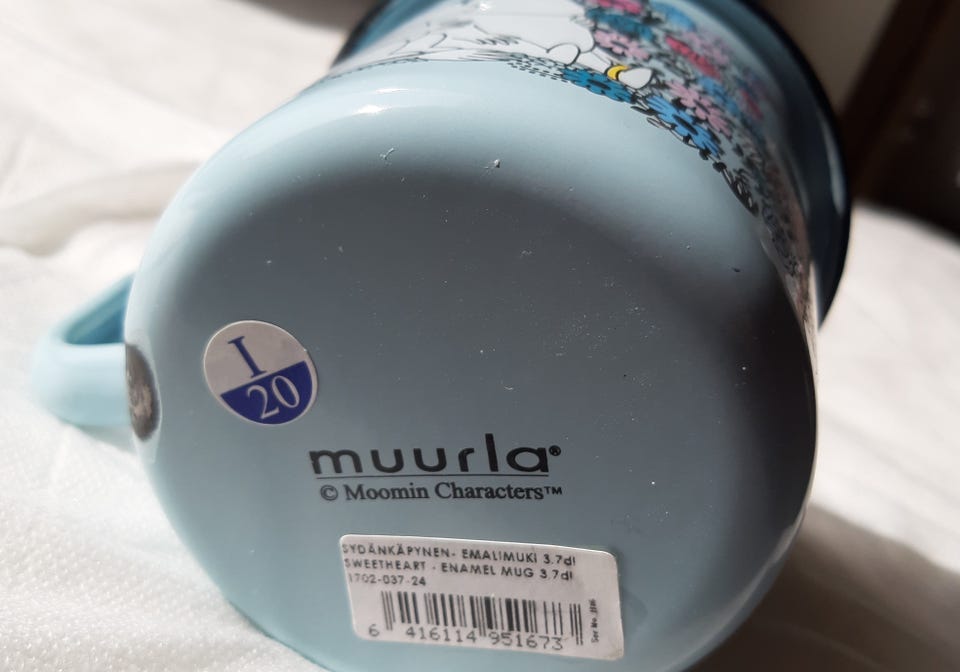 I
20
muurla®
© Moomin Characters™
SYDÄNKÄPYNEN- EMALIMUKI 3.7dl
SWEETHEART - ENAMEL MUG 3.7dl
1702-037-24
6 416114 951673